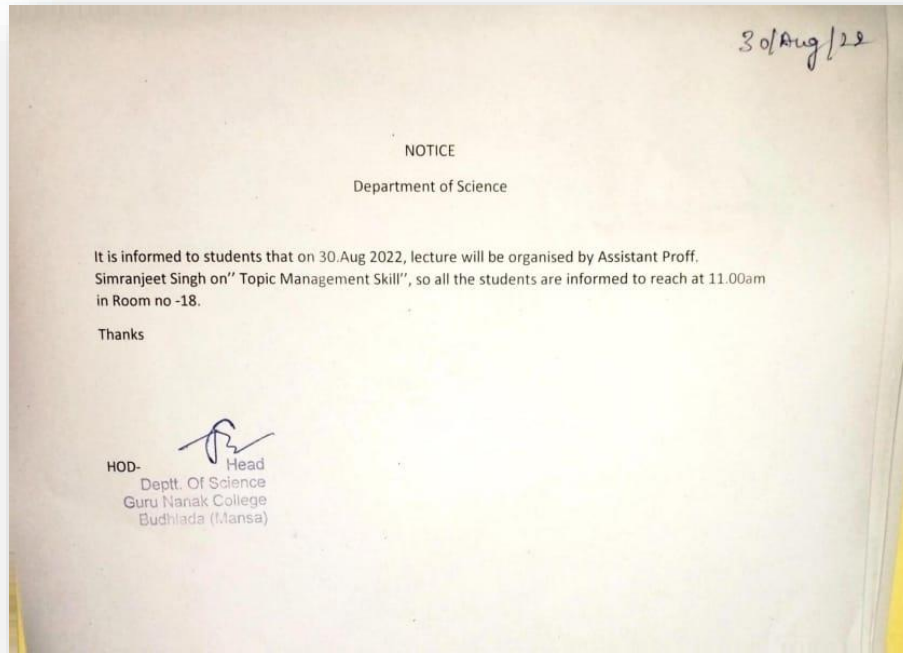 30/Aug/22
NOTICE
Department of Science
It is informed to students that on 30.Aug 2022, lecture will be organised by Assistant Proff.
Simranjeet Singh on’’ Topic Management Skill’’, so all the students are informed to reach at 11.00am
in Room no -18.
Thanks
HOD- Head
Deptt. Of Science
Guru Nanak College
Budhlada (Mansa)